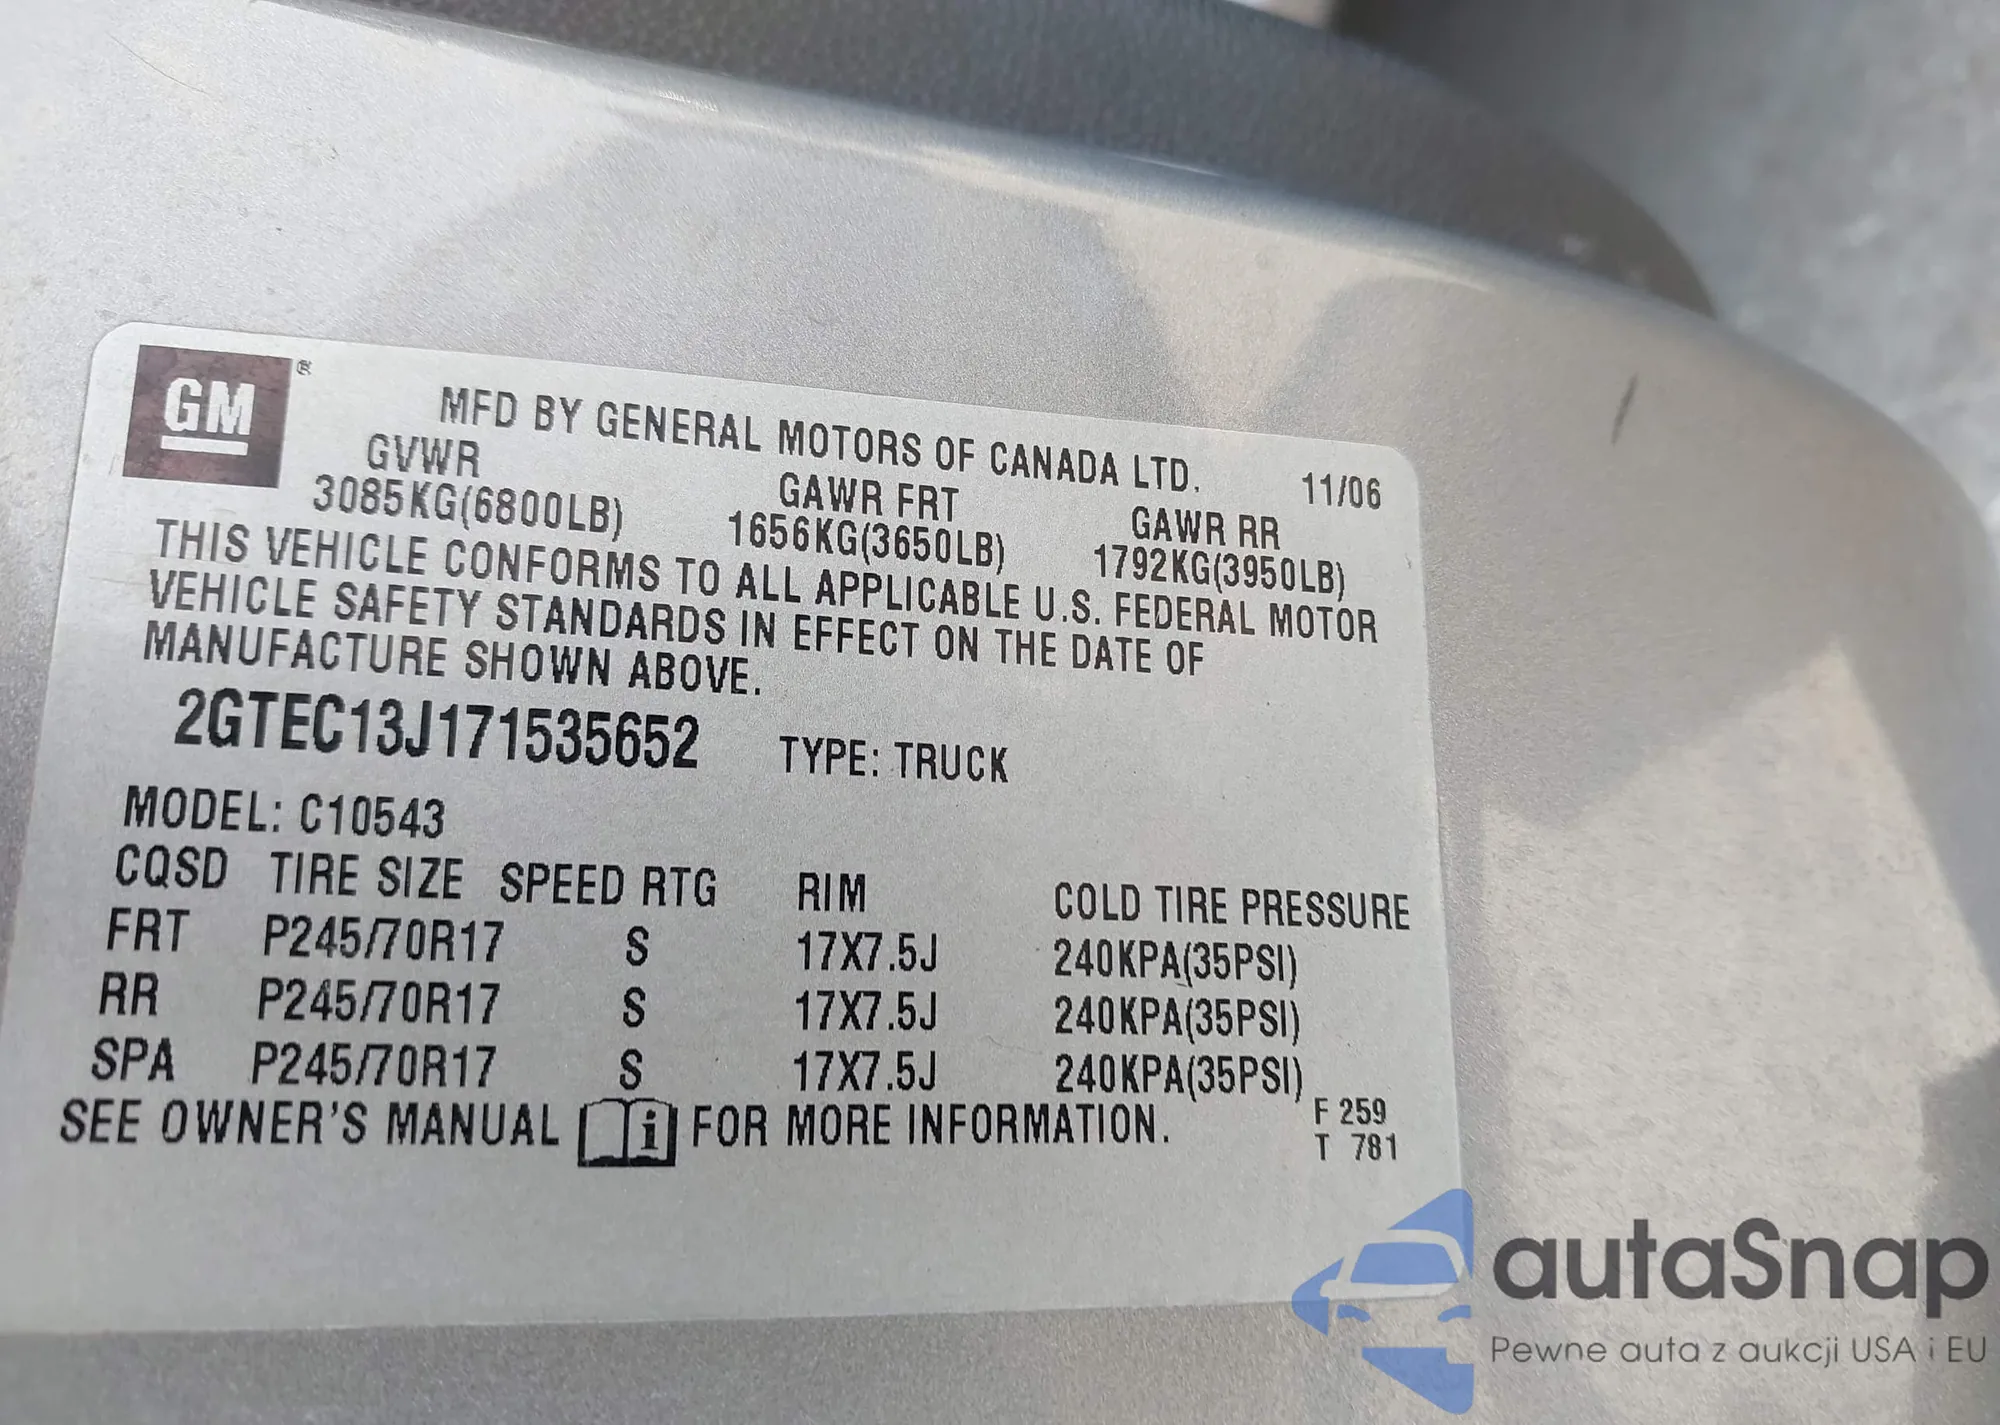 GM®
MFD BY GENERAL MOTORS OF CANADA LTD. 11/06
GVWR GAWR FRT GAWR RR
3085KG(6800LB) 1656KG(3650LB) 1792KG(3950LB)
THIS VEHICLE CONFORMS TO ALL APPLICABLE U.S. FEDERAL MOTOR
VEHICLE SAFETY STANDARDS IN EFFECT ON THE DATE OF
MANUFACTURE SHOWN ABOVE.
2GTEC13J171535652 TYPE: TRUCK
MODEL: C10543
CQSD TIRE SIZE SPEED RTG RIM COLD TIRE PRESSURE
FRT P245/70R17 S 17X7.5J 240KPA(35PSI)
RR P245/70R17 S 17X7.5J 240KPA(35PSI)
SPA P245/70R17 S 17X7.5J 240KPA(35PSI)
SEE OWNER'S MANUAL i FOR MORE INFORMATION.
F 259
T 781
autaSnap
Pewne auta z aukcji USA i EU